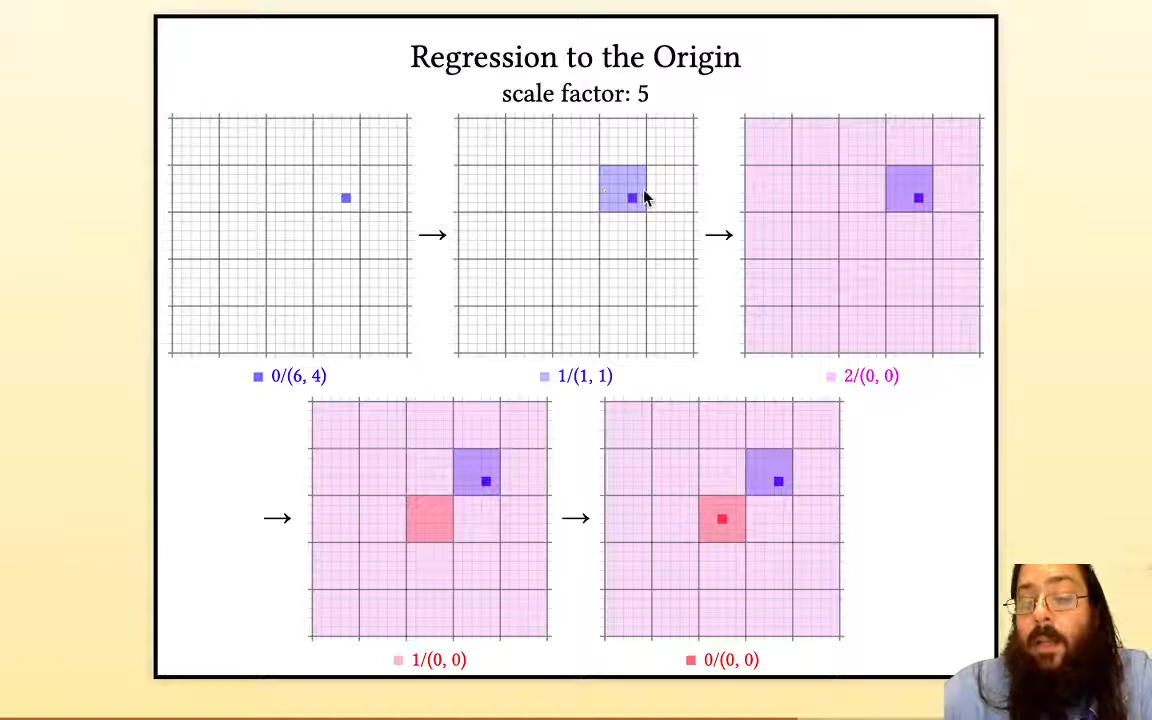 Regression to the Origin
scale factor: 5
→ →
0/(6, 4) 1/(1, 1) 2/(0, 0)
→ →
1/(0, 0) 0/(0, 0)